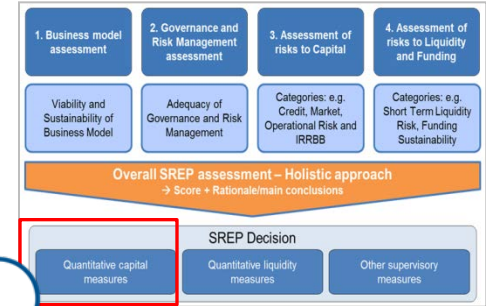 1. Business model
assessment
2. Governance and
Risk Management
assessment
3. Assessment of
risks to Capital
4. Assessment of
risks to Liquidity
and Funding
Viability and
Sustainability of
Business Model
Adequacy of
Governance and Risk
Management
Categories: e.g.
Credit, Market,
Operational Risk and
IRRBB
Categories: e.g.
Short Term Liquidity
Risk, Funding
Sustainability
Overall SREP assessment – Holistic approach
→ Score + Rationale/main conclusions
SREP Decision
Quantitative capital
measures
Quantitative liquidity
measures
Other supervisory
measures